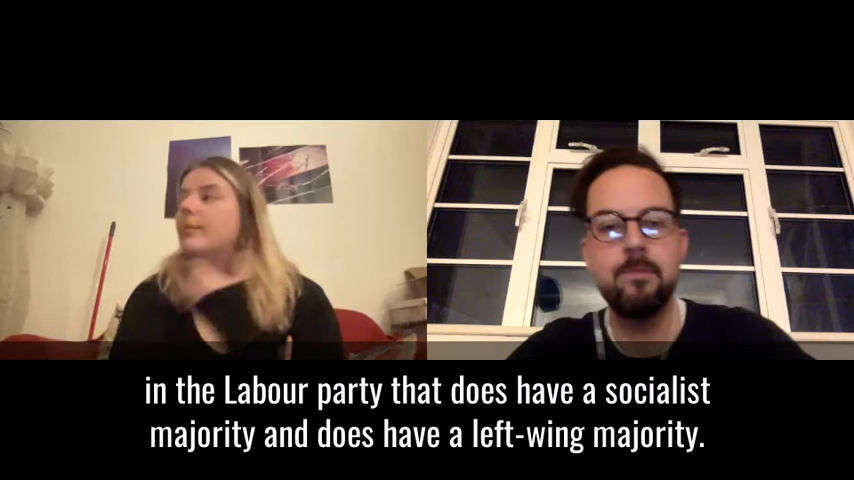 in the Labour party that does have a socialist
majority and does have a left-wing majority.